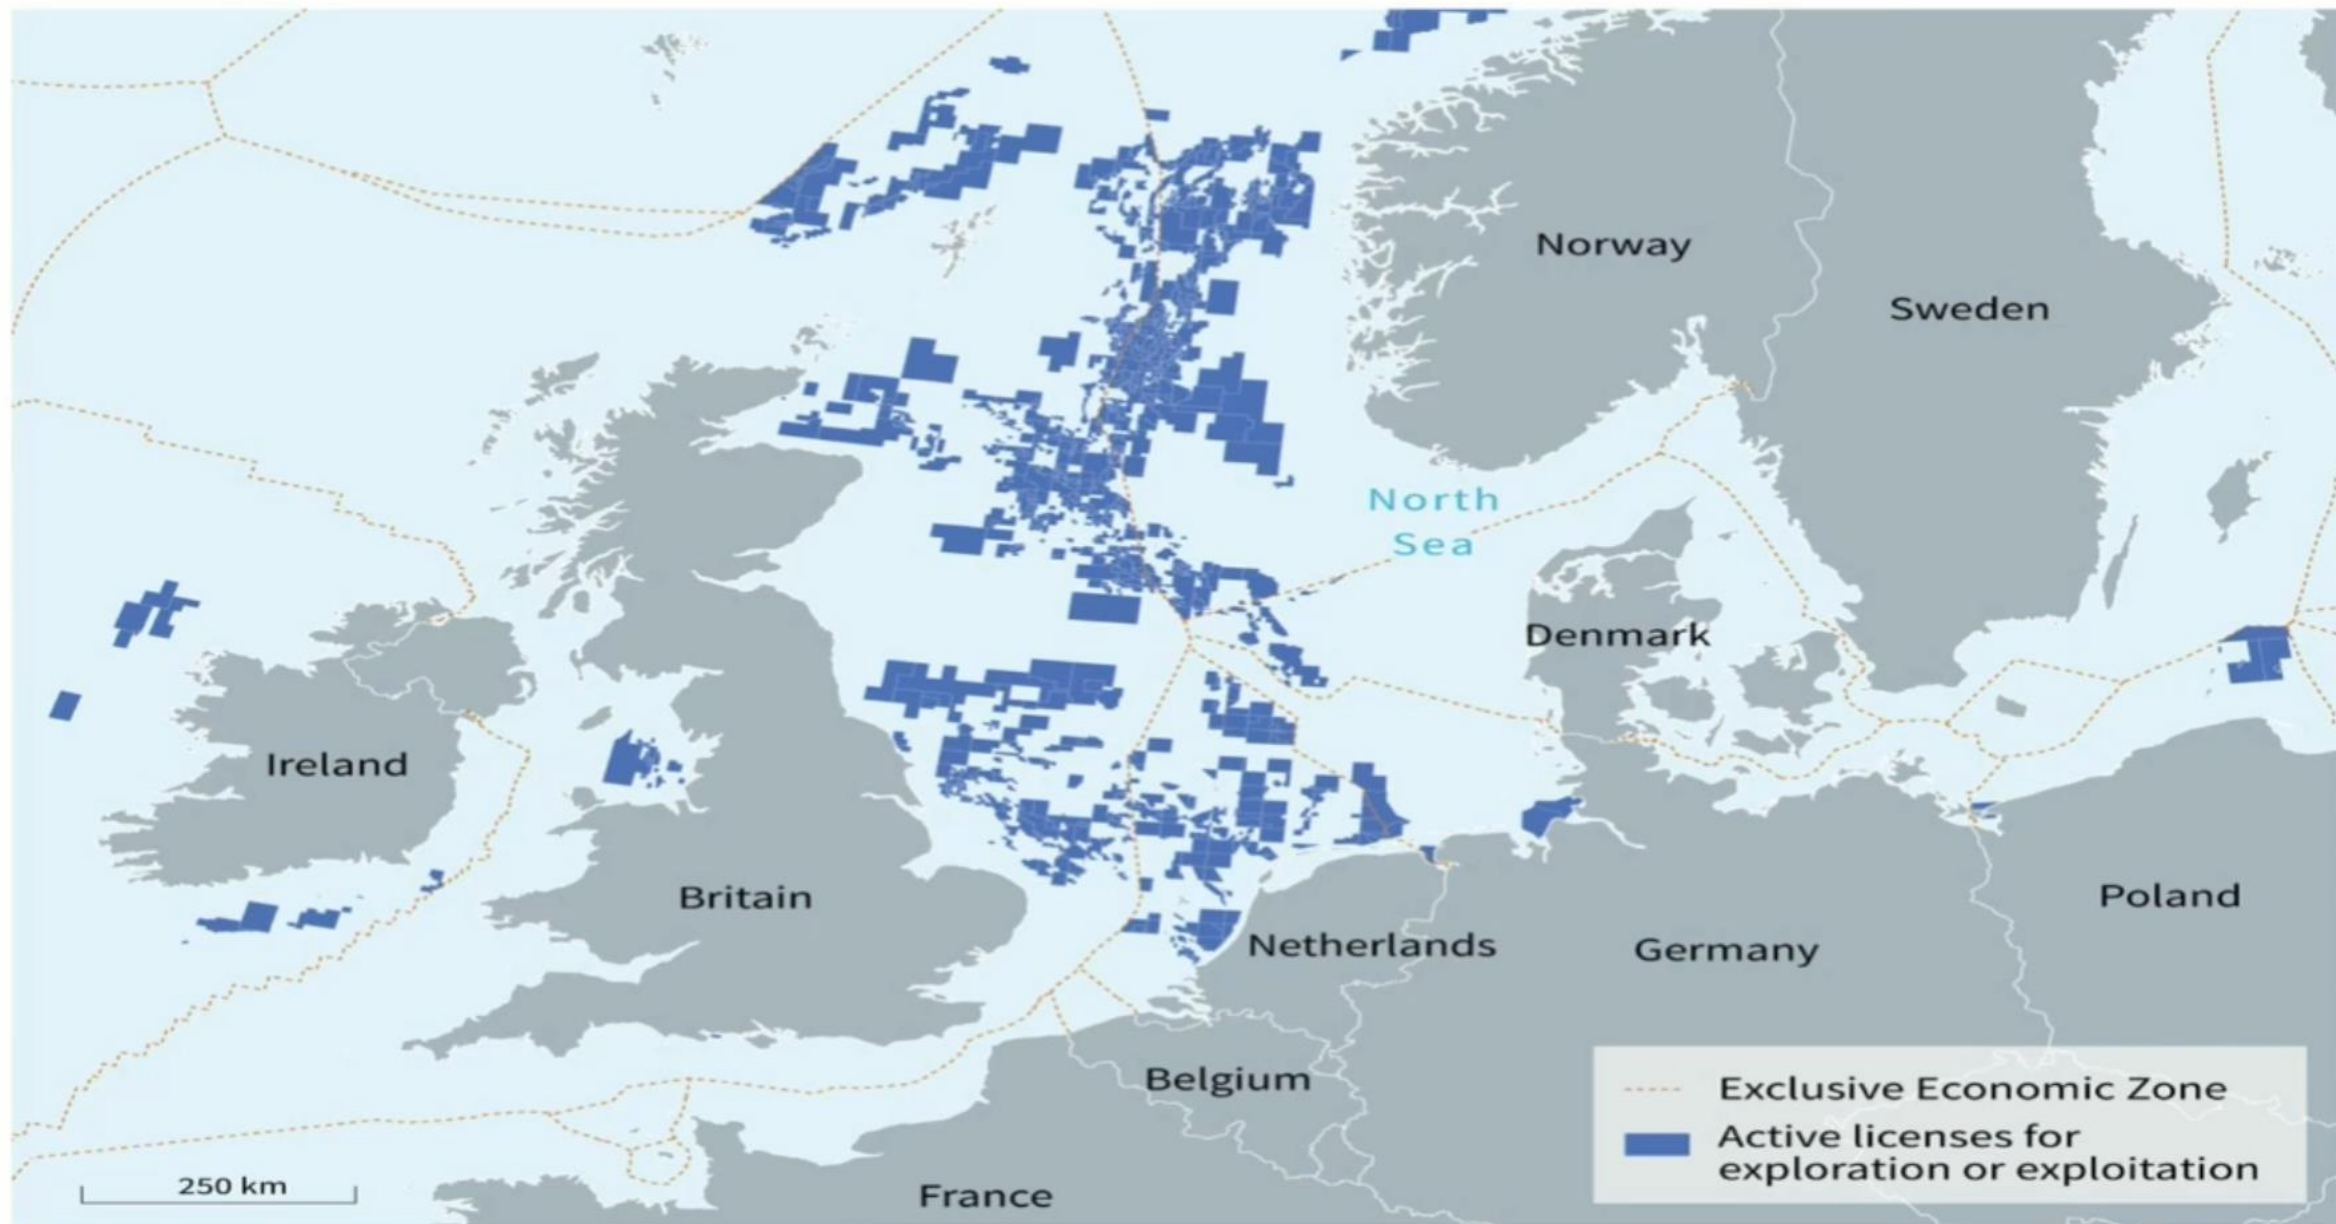 Norway
Sweden
North
Sea
Denmark
Ireland
Britain
Netherlands
Germany
Poland
Belgium
France
250 km
Exclusive Economic Zone
Active licenses for
exploration or exploitation